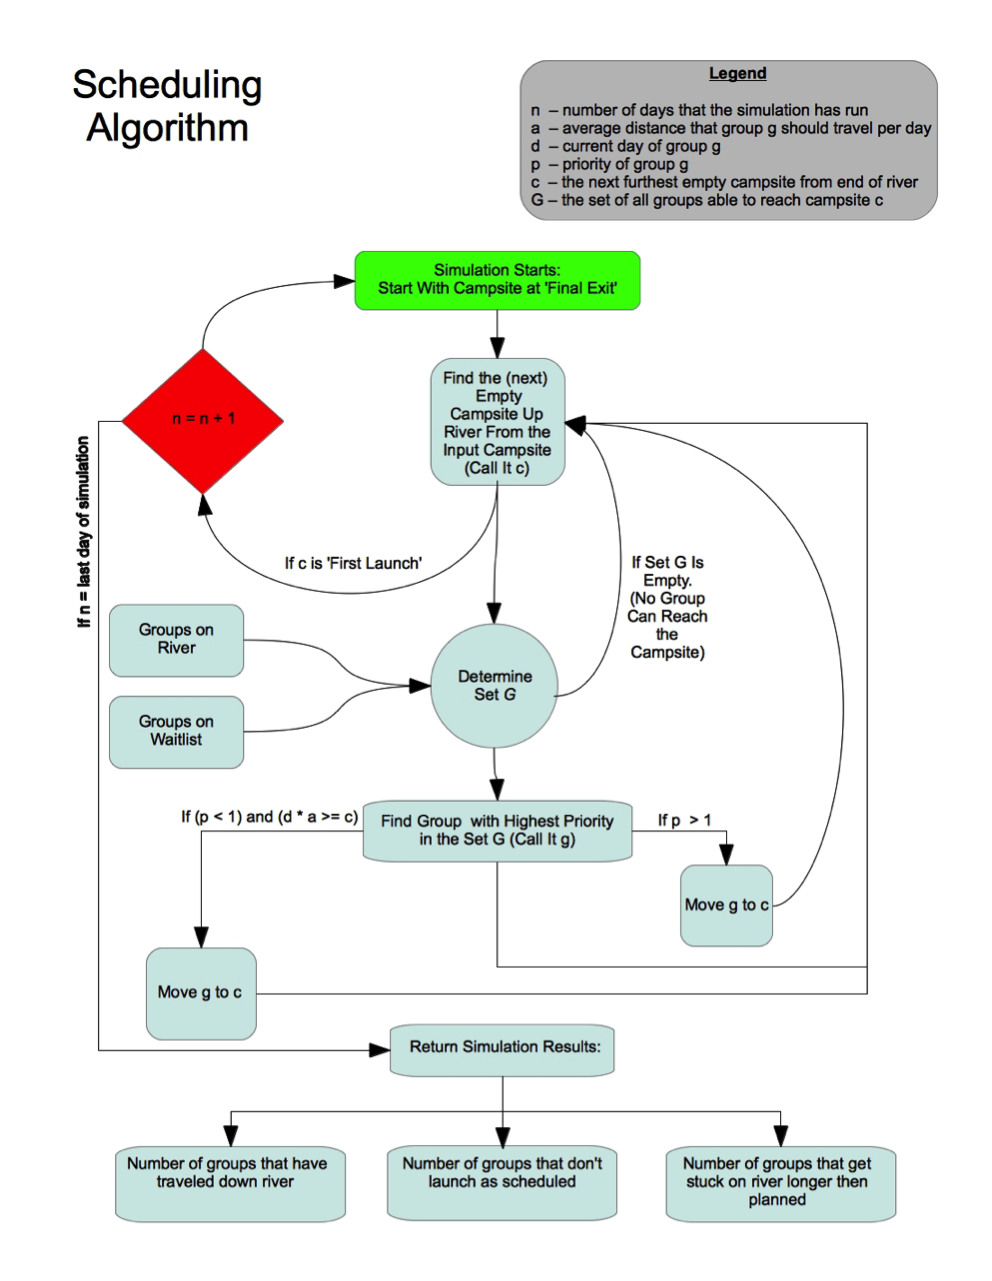 Scheduling
Algorithm
Legend
n – number of days that the simulation has run
a – average distance that group g should travel per day
d – current day of group g
p – priority of group g
c – the next furthest empty campsite from end of river
G – the set of all groups able to reach campsite c
Simulation Starts:
Start With Campsite at 'Final Exit'
Find the (next)
Empty
Campsite Up
River From the
Input Campsite
(Call It c)
n = n + 1
If n = last day of simulation
If c is 'First Launch'
If Set G Is
Empty.
(No Group
Can Reach
the
Campsite)
Groups on
River
Groups on
Waitlist
Determine
Set G
If (p < 1) and (d * a >= c)
Find Group with Highest Priority
in the Set G (Call It g)
If p > 1
Move g to c
Move g to c
Return Simulation Results:
Number of groups that have
traveled down river
Number of groups that don't
launch as scheduled
Number of groups that get
stuck on river longer then
planned